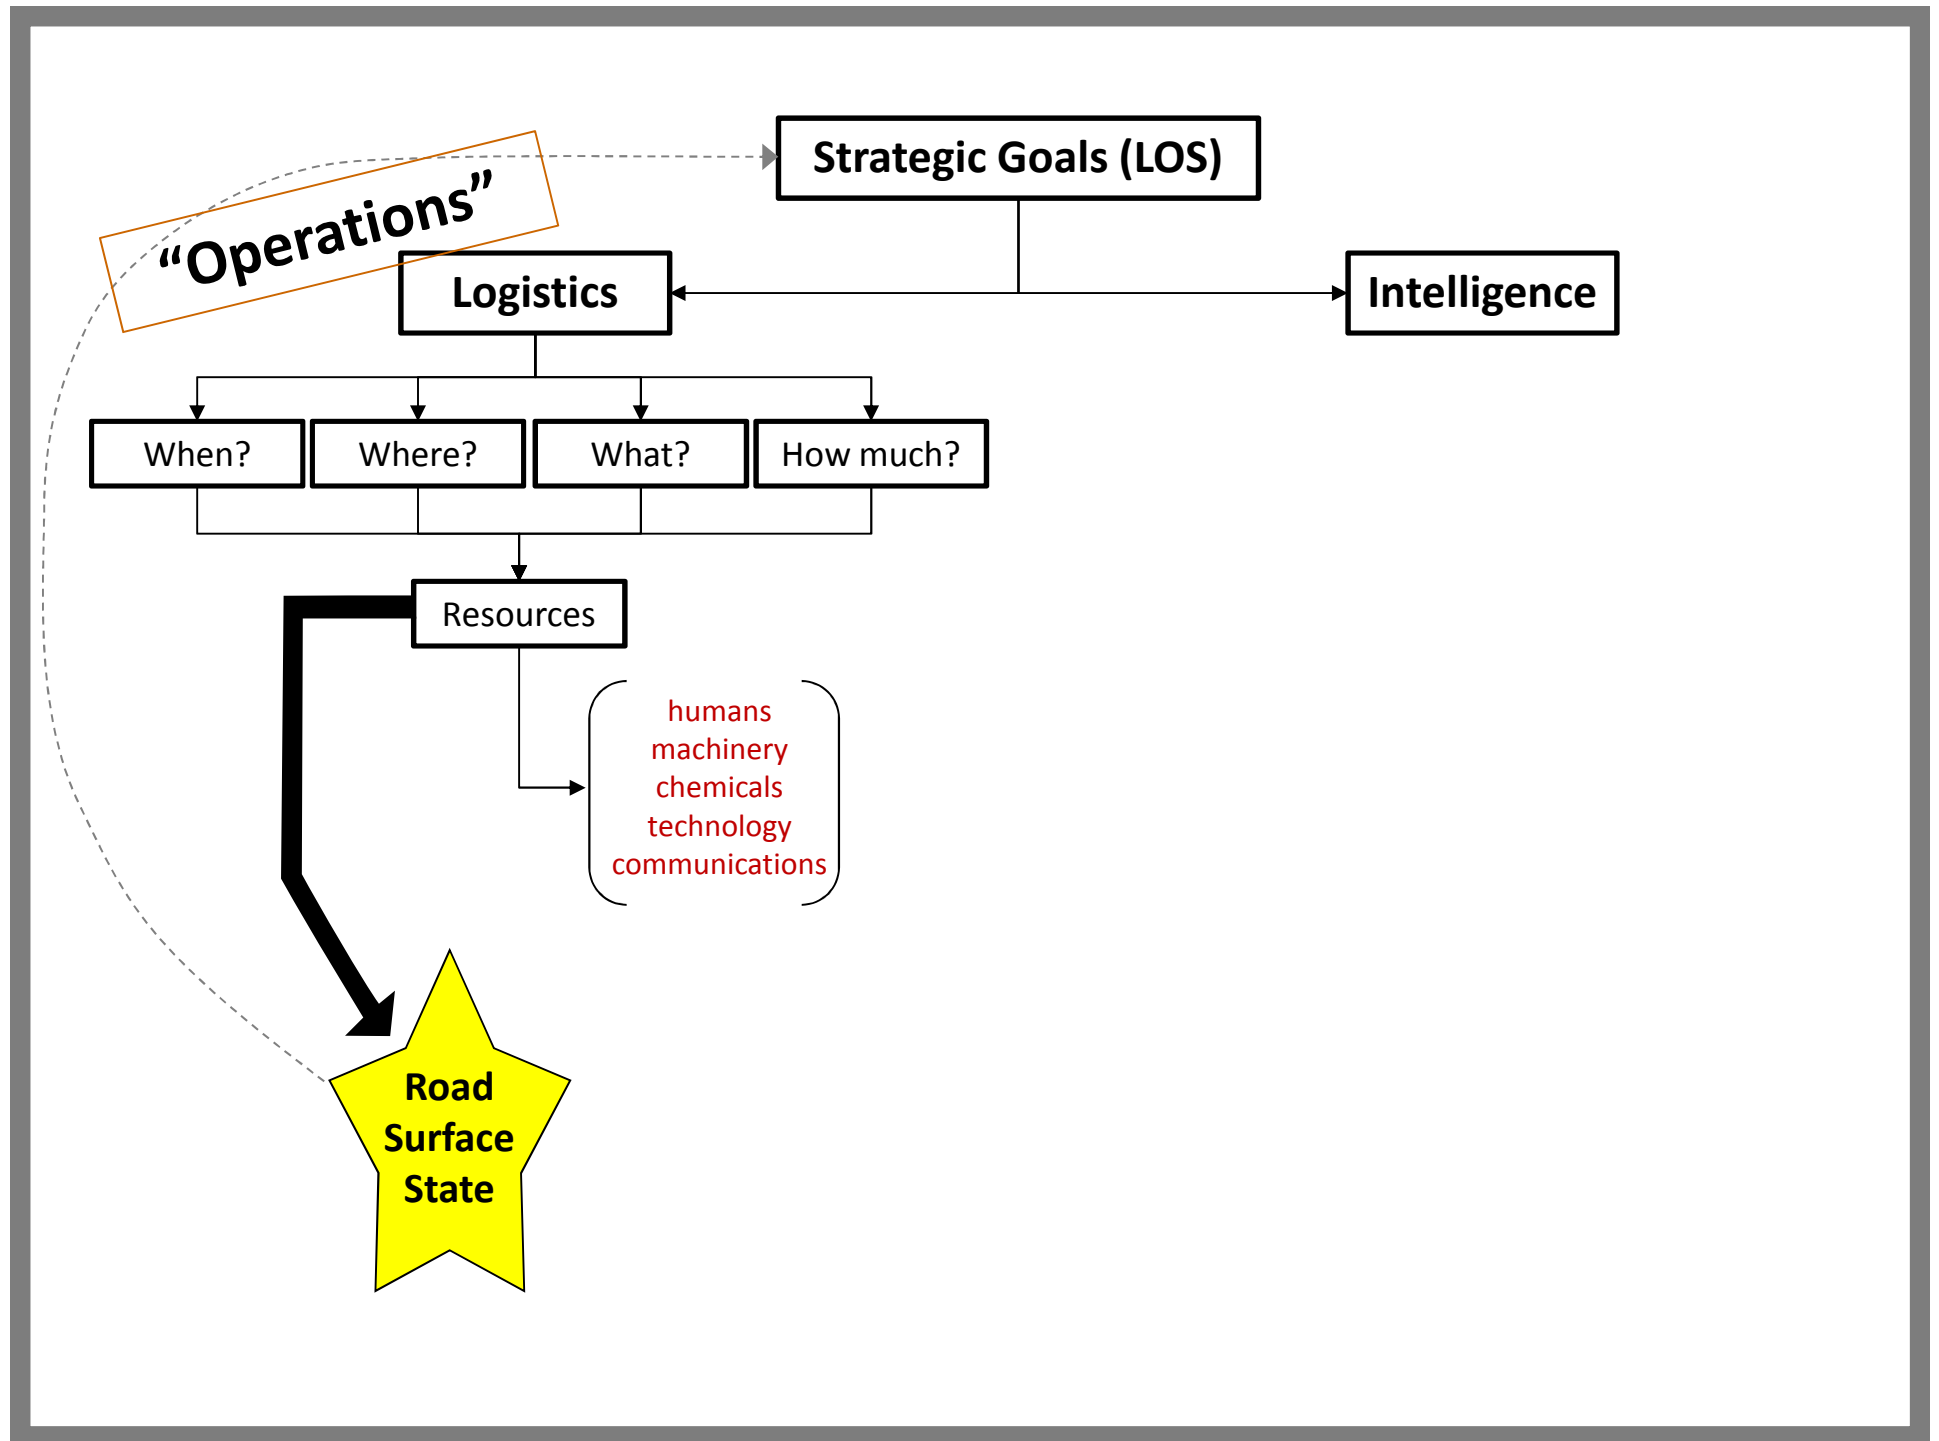 Strategic Goals (LOS)
“Operations”
Logistics
Intelligence
When?
Where?
What?
How much?
Resources
humans
machinery
chemicals
technology
communications
Road
Surface
State